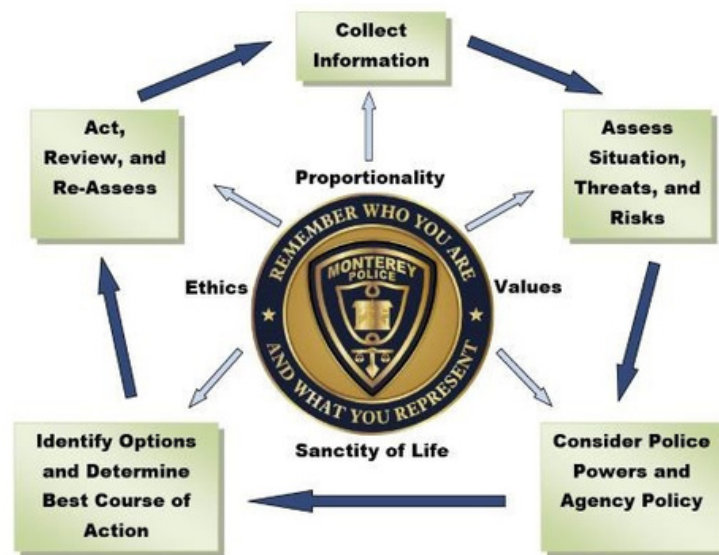 Collect
Information
Act,
Review, and
Re-Assess
Assess
Situation,
Threats, and
Risks
Proportionality
REMEMBER WHO YOU ARE
MONTEREY
POLICE
Ethics
Values
AND WHAT YOU REPRESENT
Sanctity of Life
Identify Options
and Determine
Best Course of
Action
Consider Police
Powers and
Agency Policy